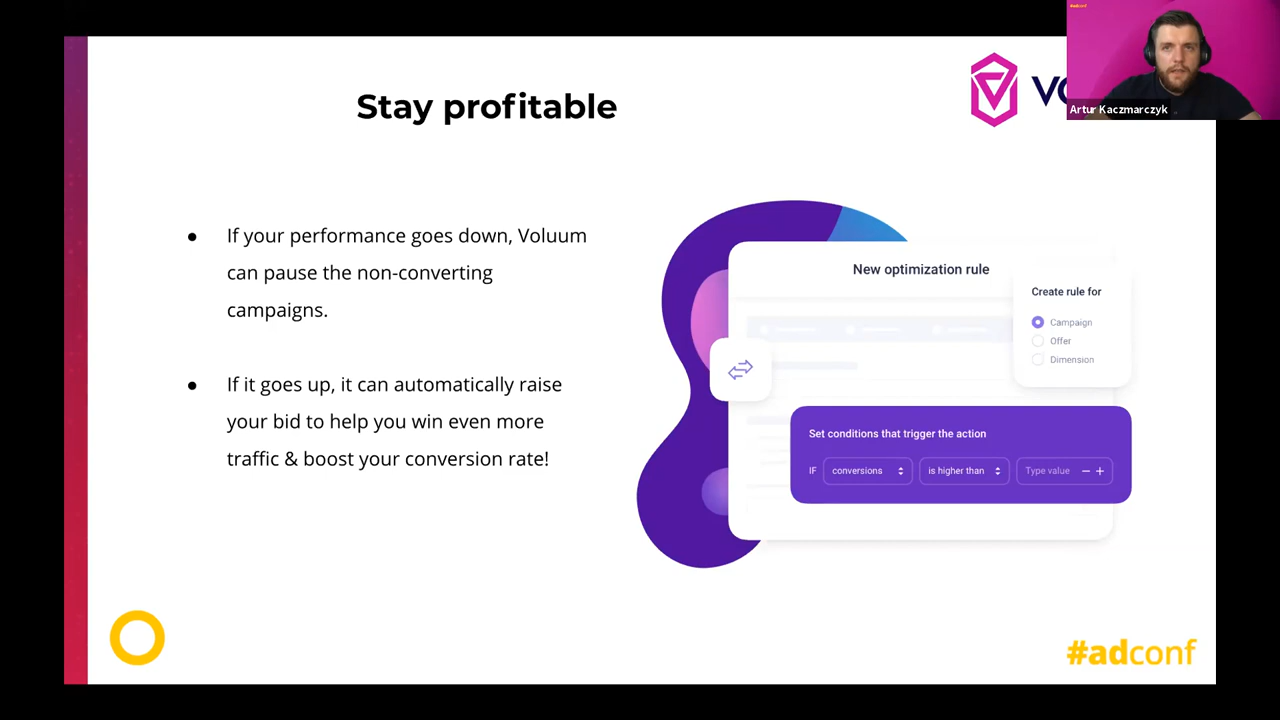 #adconf
Artur Kaczmarczyk
Stay profitable
● If your performance goes down, Voluum
can pause the non-converting
campaigns.
● If it goes up, it can automatically raise
your bid to help you win even more
traffic & boost your conversion rate!
New optimization rule
Create rule for
Campaign
Offer
Dimension
Set conditions that trigger the action
IF conversions is higher than Type value − +
#adconf